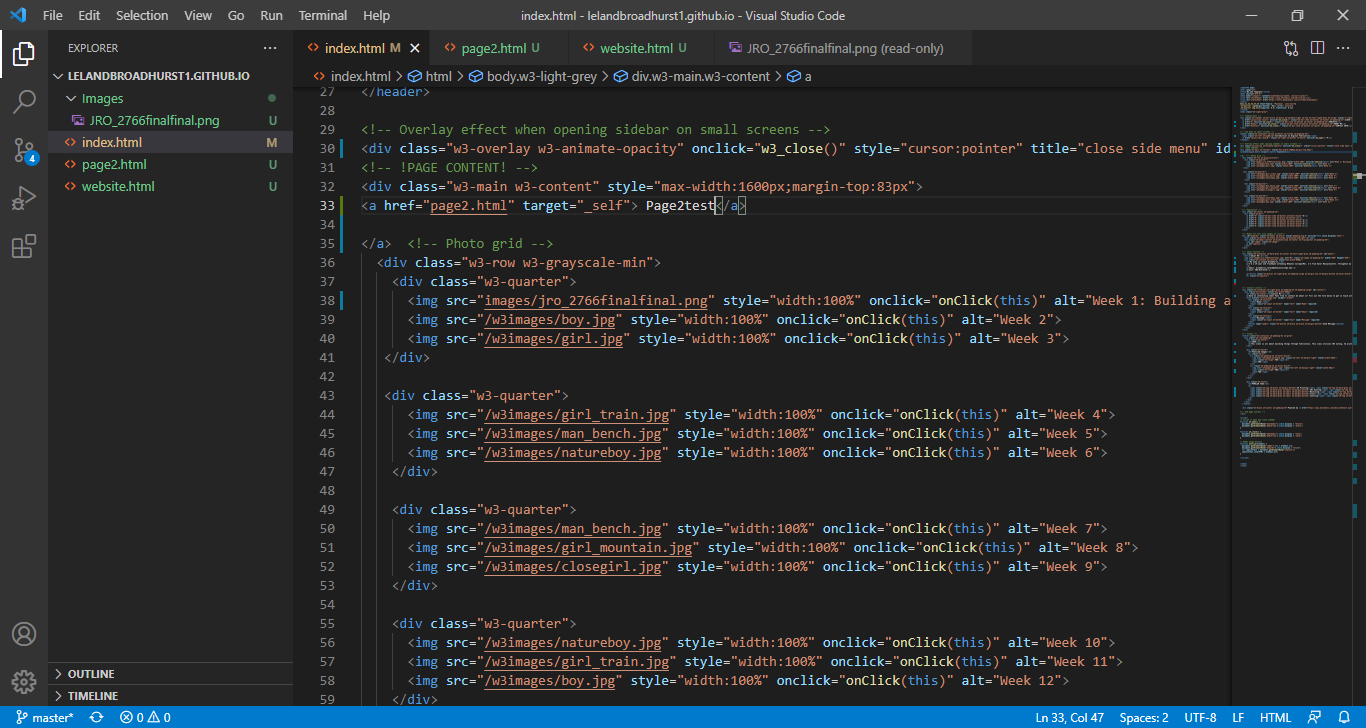 File Edit Selection View Go Run Terminal Help index.html - lelandbroadhurst1.github.io - Visual Studio Code
EXPLORER
LELANDBROADHURST1.GITHUB.IO
Images
JRO_2766finalfinal.png U
index.html M
page2.html U
website.html U
OUTLINE
TIMELINE
4
index.html M page2.html U website.html U JRO_2766finalfinal.png (read-only)
index.html > html > body.w3-light-grey > div.w3-main.w3-content > a
27 </header>
28
29 <!-- Overlay effect when opening sidebar on small screens -->
30 <div class="w3-overlay w3-animate-opacity" onclick="w3_close()" style="cursor:pointer" title="close side menu" id
31 <!-- !PAGE CONTENT! -->
32 <div class="w3-main w3-content" style="max-width:1600px;margin-top:83px">
33 <a href="page2.html" target="_self"> Page2test</a>
34
35 </a> <!-- Photo grid -->
36 <div class="w3-row w3-grayscale-min">
37 <div class="w3-quarter">
38 <img src="images/jro_2766finalfinal.png" style="width:100%" onclick="onClick(this)" alt="Week 1: Building a
39 <img src="/w3images/boy.jpg" style="width:100%" onclick="onClick(this)" alt="Week 2">
40 <img src="/w3images/girl.jpg" style="width:100%" onclick="onClick(this)" alt="Week 3">
41 </div>
42
43 <div class="w3-quarter">
44 <img src="/w3images/girl_train.jpg" style="width:100%" onclick="onClick(this)" alt="Week 4">
45 <img src="/w3images/man_bench.jpg" style="width:100%" onclick="onClick(this)" alt="Week 5">
46 <img src="/w3images/natureboy.jpg" style="width:100%" onclick="onClick(this)" alt="Week 6">
47 </div>
48
49 <div class="w3-quarter">
50 <img src="/w3images/man_bench.jpg" style="width:100%" onclick="onClick(this)" alt="Week 7">
51 <img src="/w3images/girl_mountain.jpg" style="width:100%" onclick="onClick(this)" alt="Week 8">
52 <img src="/w3images/closegirl.jpg" style="width:100%" onclick="onClick(this)" alt="Week 9">
53 </div>
54
55 <div class="w3-quarter">
56 <img src="/w3images/natureboy.jpg" style="width:100%" onclick="onClick(this)" alt="Week 10">
57 <img src="/w3images/girl_train.jpg" style="width:100%" onclick="onClick(this)" alt="Week 11">
58 <img src="/w3images/boy.jpg" style="width:100%" onclick="onClick(this)" alt="Week 12">
59 </div>
master* 0 0 Ln 33, Col 47 Spaces: 2 UTF-8 LF HTML